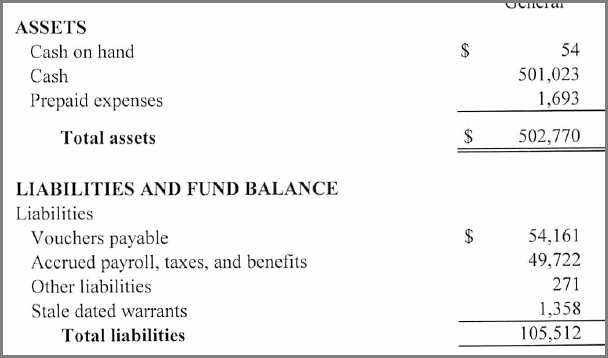 General
ASSETS
Cash on hand $ 54
Cash 501,023
Prepaid expenses 1,693
Total assets $ 502,770
LIABILITIES AND FUND BALANCE
Liabilities
Vouchers payable $ 54,161
Accrued payroll, taxes, and benefits 49,722
Other liabilities 271
Stale dated warrants 1,358
Total liabilities 105,512